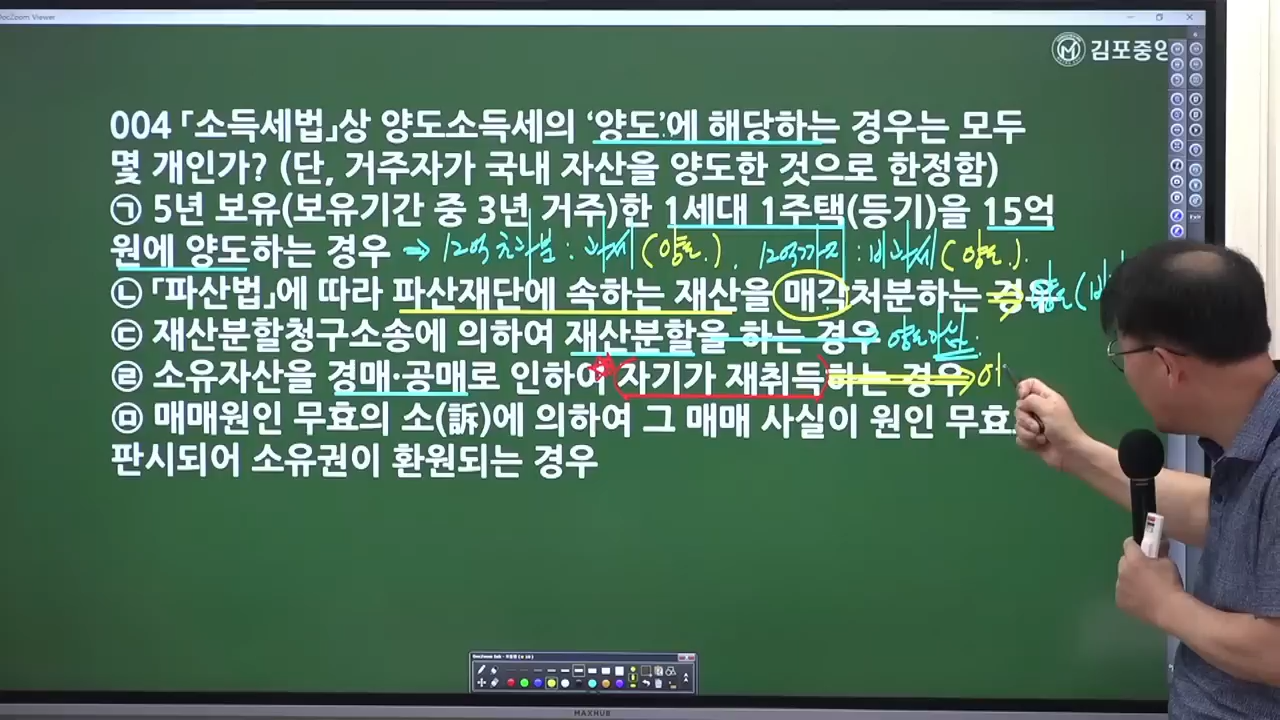 DocZoom Viewer
김포중앙
004 「소득세법」상 양도소득세의 ‘양도’에 해당하는 경우는 모두
몇 개인가? (단, 거주자가 국내 자산을 양도한 것으로 한정함)
㉠ 5년 보유(보유기간 중 3년 거주)한 1세대 1주택(등기)을 15억
원에 양도하는 경우 → 12억 초과분 : 과세 (양도.). 12억까지 : 비과세 (양도.).
㉡ 「파산법」에 따라 파산재단에 속하는 재산을 매각처분하는 경우 양도 (비
㉢ 재산분할청구소송에 의하여 재산분할을 하는 경우 양도아님.
㉣ 소유자산을 경매·공매로 인하여 자기가 재취득하는 경우
㉤ 매매원인 무효의 소(訴)에 의하여 그 매매 사실이 원인 무효
판시되어 소유권이 환원되는 경우
MAXHUB